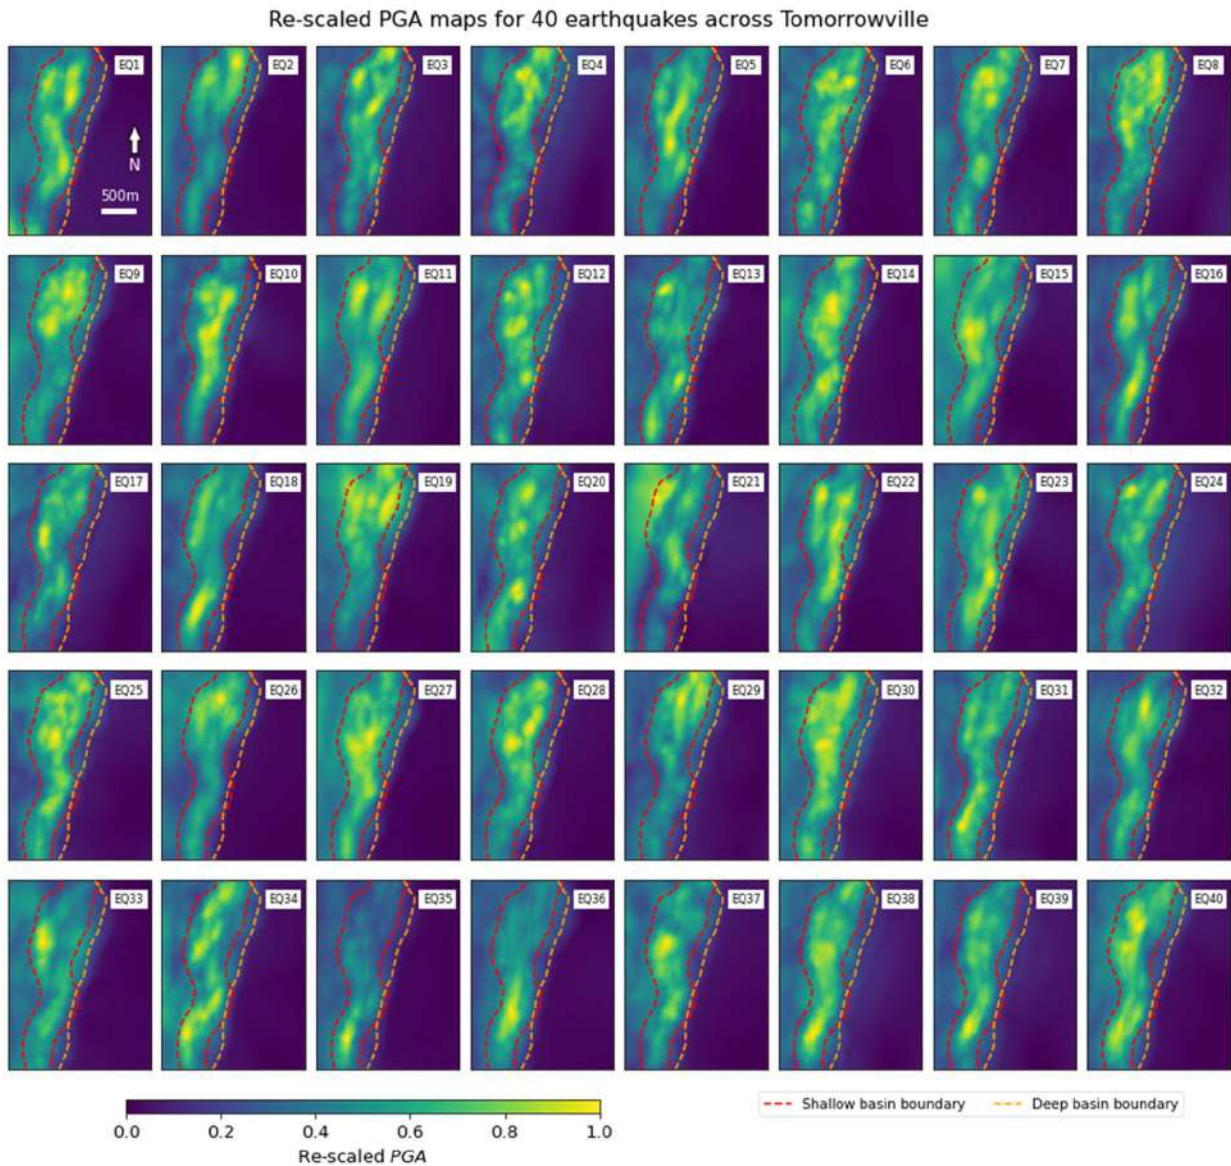 Re-scaled PGA maps for 40 earthquakes across Tomorrowville
EQ1 EQ2 EQ3 EQ4 EQ5 EQ6 EQ7 EQ8
N
500m
EQ9 EQ10 EQ11 EQ12 EQ13 EQ14 EQ15 EQ16
EQ17 EQ18 EQ19 EQ20 EQ21 EQ22 EQ23 EQ24
EQ25 EQ26 EQ27 EQ28 EQ29 EQ30 EQ31 EQ32
EQ33 EQ34 EQ35 EQ36 EQ37 EQ38 EQ39 EQ40
Shallow basin boundary Deep basin boundary
0.0 0.2 0.4 0.6 0.8 1.0
Re-scaled PGA